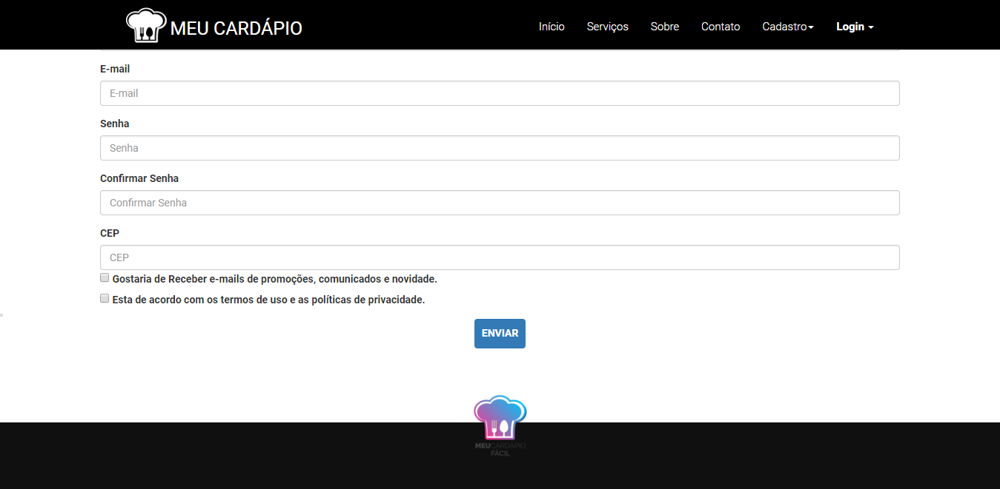 MEU CARDÁPIO
Início Serviços Sobre Contato Cadastro Login
E-mail
E-mail
Senha
Senha
Confirmar Senha
Confirmar Senha
CEP
CEP
Gostaria de Receber e-mails de promoções, comunicados e novidade.
Esta de acordo com os termos de uso e as políticas de privacidade.
ENVIAR
MEUCARDÁPIO
FÁCIL